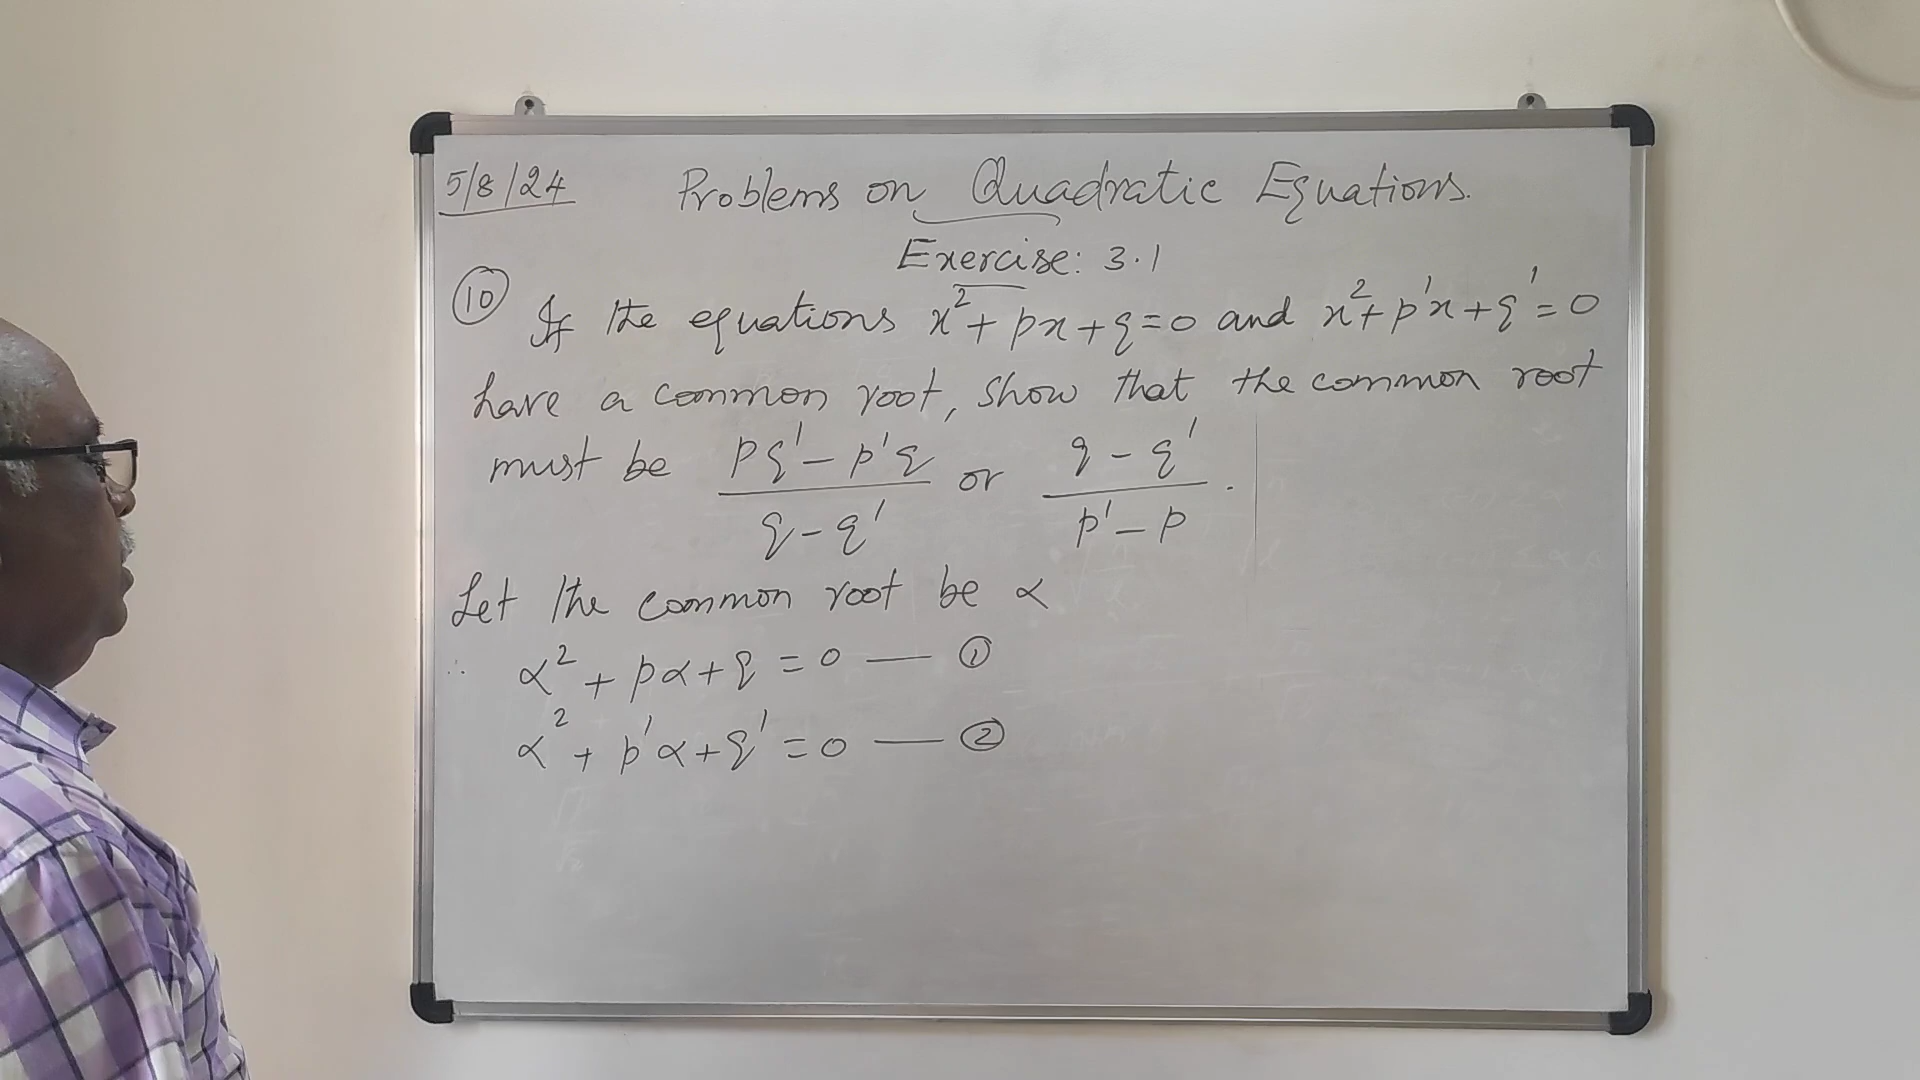 5/8/24 Problems on Quadratic Equations.
Exercise: 3.1
(10) If the equations x² + px + q = 0 and x² + p'x + q' = 0
have a common root, show that the common root
must be (pq' - p'q)/(q - q') or (q - q')/(p' - p).
Let the common root be α
∴ α² + pα + q = 0 — (1)
α² + p'α + q' = 0 — (2)